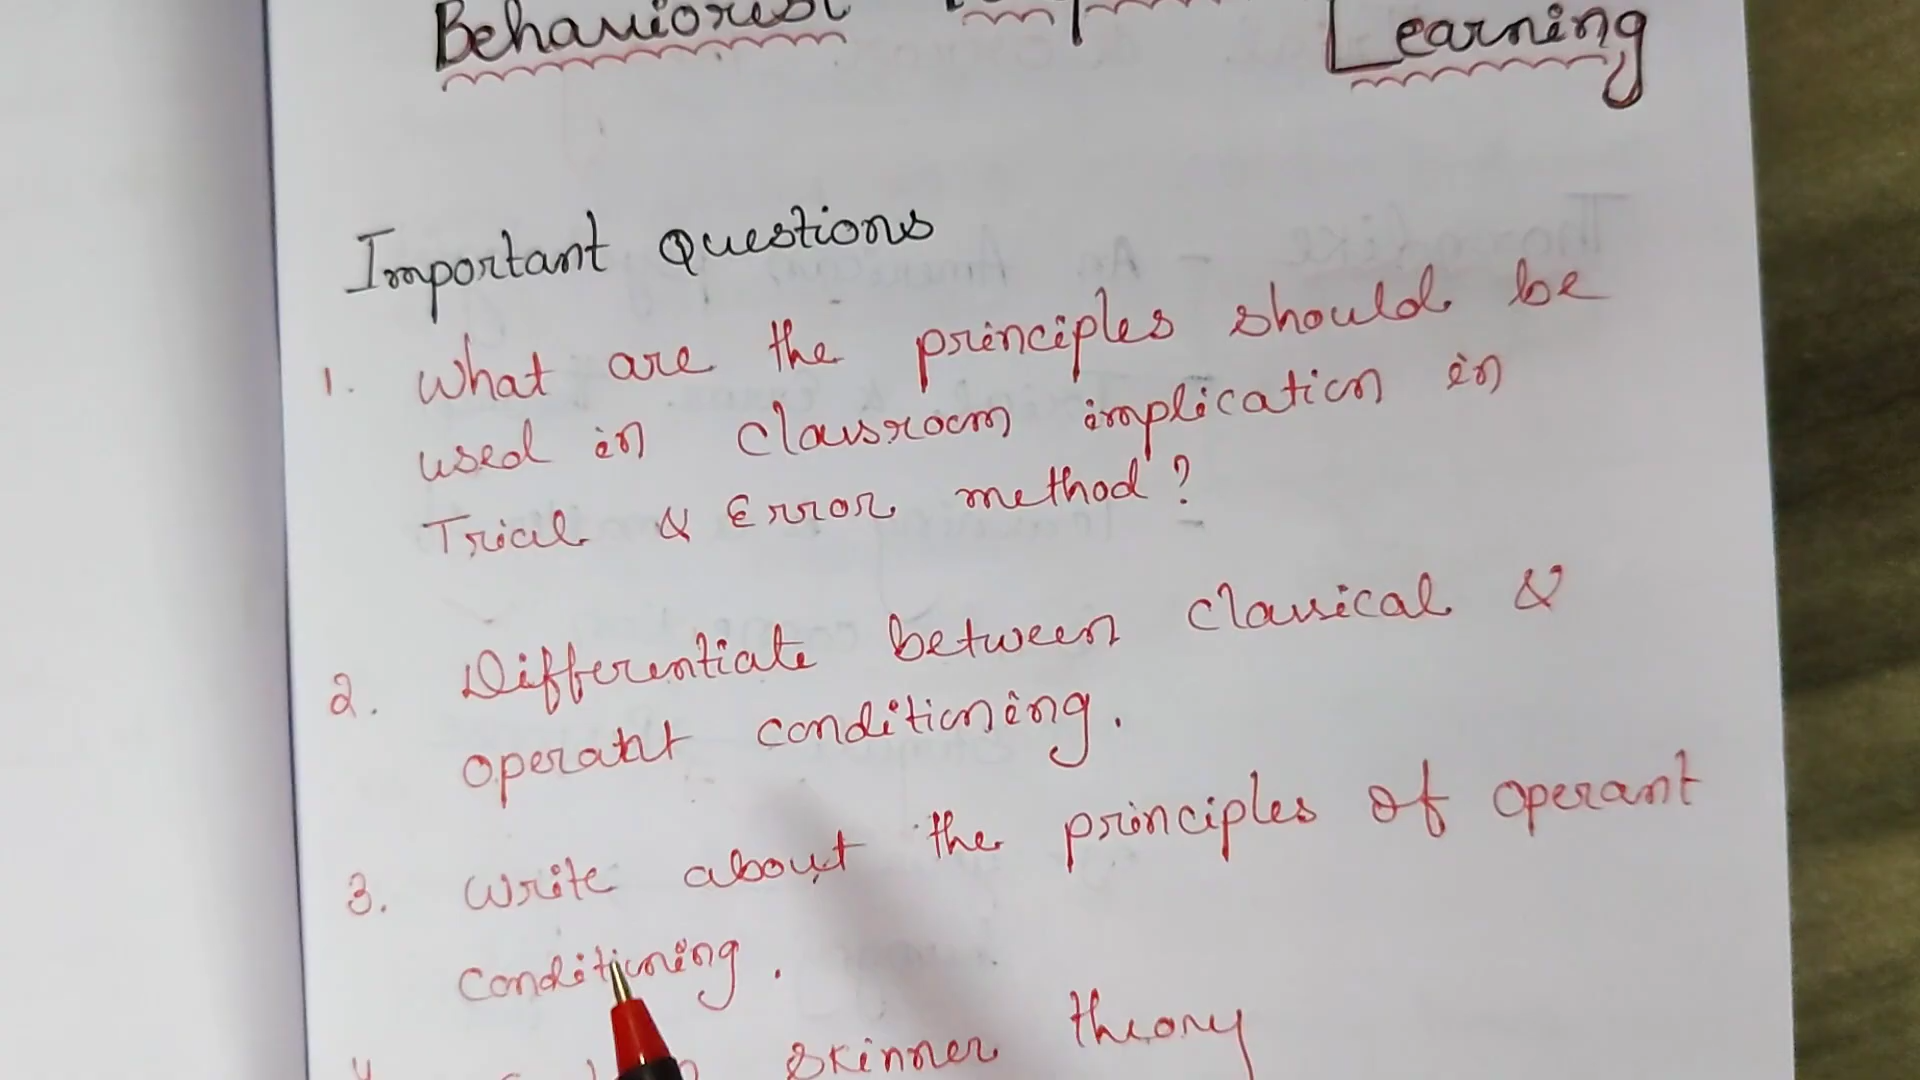 Behaviorist Learning
Important Questions
1. What are the principles should be
used in classroom implication in
Trial & Error method?
2. Differentiate between classical &
operant conditioning.
3. Write about the principles of operant
conditioning.
4. skinner theory